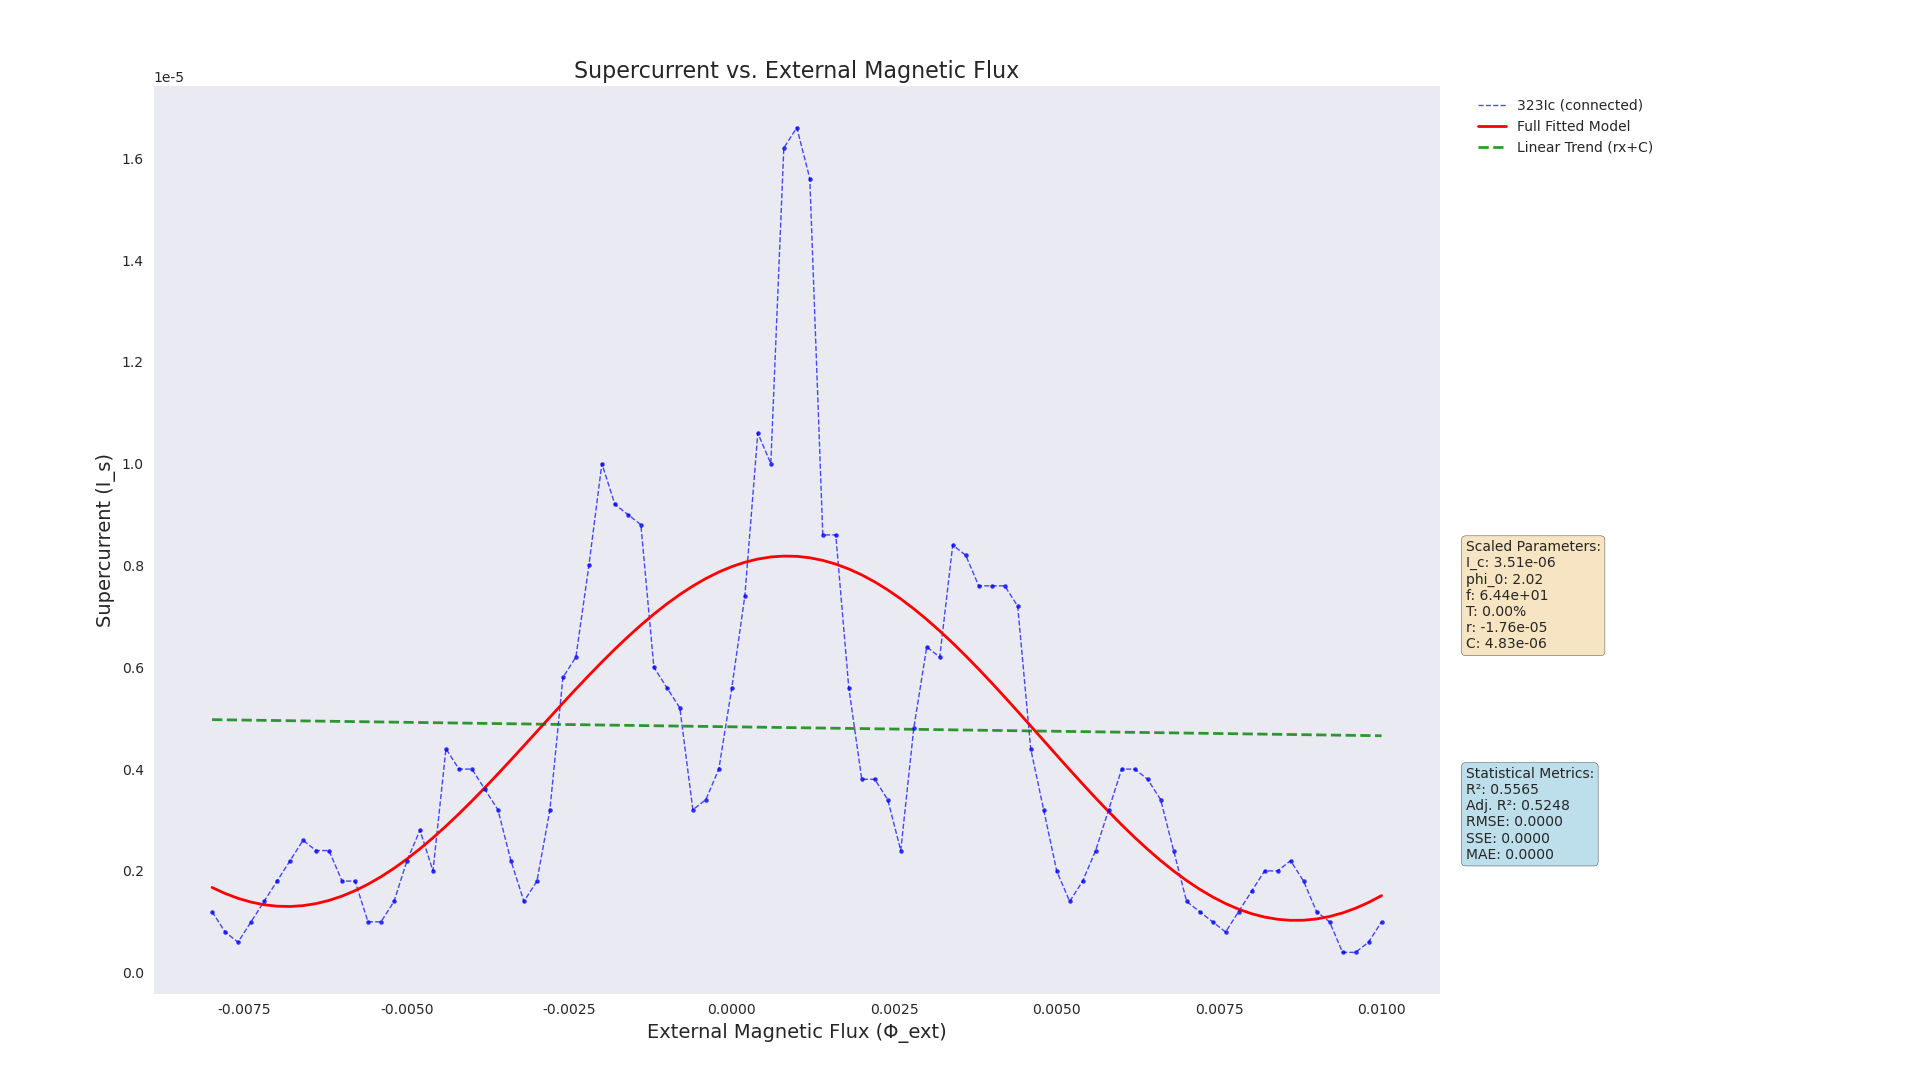 Supercurrent vs. External Magnetic Flux
1e-5
1.6
1.4
1.2
1.0
0.8
0.6
0.4
0.2
0.0
Supercurrent (I_s)
-0.0075
-0.0050
-0.0025
0.0000
0.0025
0.0050
0.0075
0.0100
External Magnetic Flux (Φ_ext)
323Ic (connected)
Full Fitted Model
Linear Trend (rx+C)
Scaled Parameters:
I_c: 3.51e-06
phi_0: 2.02
f: 6.44e+01
T: 0.00%
r: -1.76e-05
C: 4.83e-06
Statistical Metrics:
R²: 0.5565
Adj. R²: 0.5248
RMSE: 0.0000
SSE: 0.0000
MAE: 0.0000